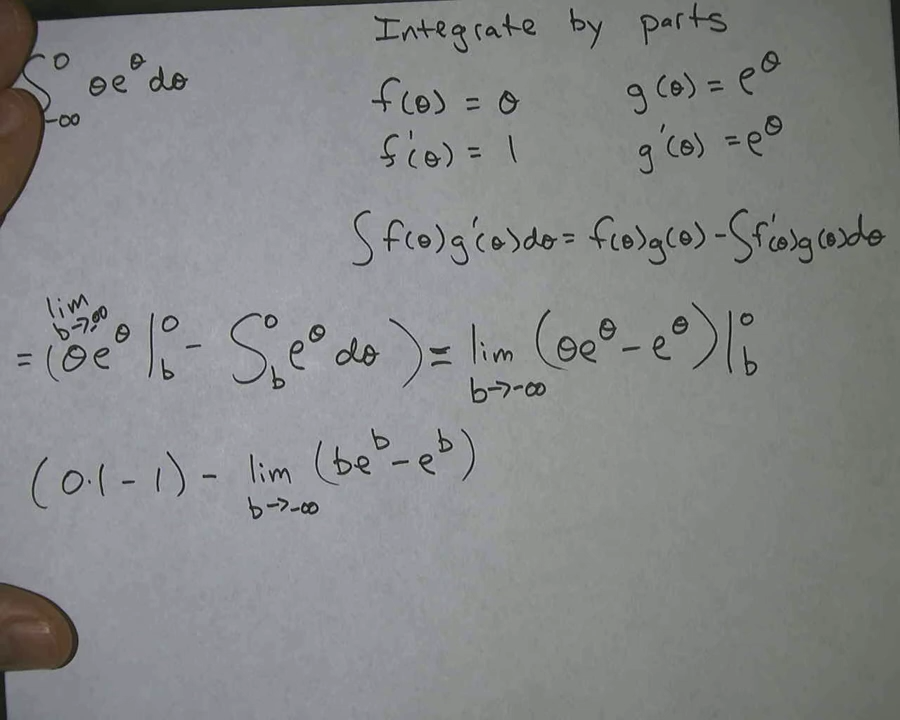 Integrate by parts
∫_{-∞}^{0} θe^θ dθ
f(θ) = θ g(θ) = e^θ
f'(θ) = 1 g'(θ) = e^θ
∫f(θ)g'(θ)dθ = f(θ)g(θ) - ∫f'(θ)g(θ)dθ
= lim_{b→-∞} (θe^θ |_b^0 - ∫_b^0 e^θ dθ) = lim_{b→-∞} (θe^θ - e^θ)|_b^0
(0·1 - 1) - lim_{b→-∞} (be^b - e^b)